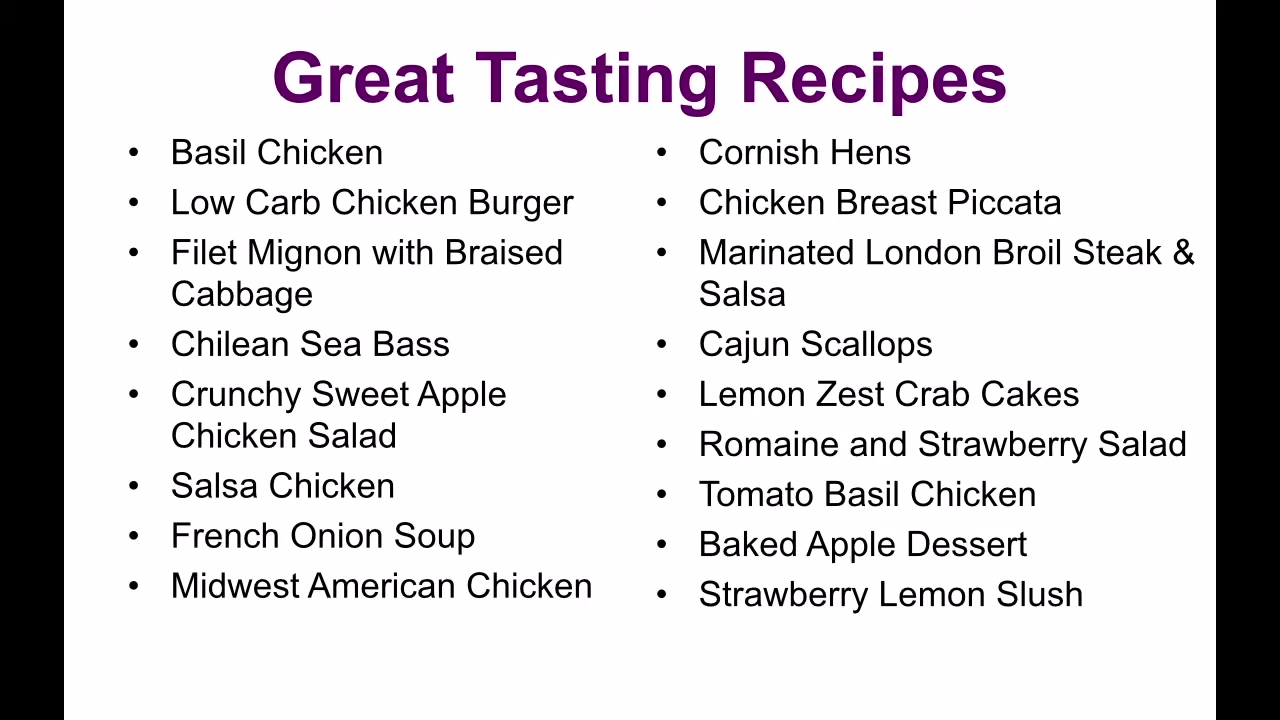 Great Tasting Recipes
• Basil Chicken
• Low Carb Chicken Burger
• Filet Mignon with Braised
Cabbage
• Chilean Sea Bass
• Crunchy Sweet Apple
Chicken Salad
• Salsa Chicken
• French Onion Soup
• Midwest American Chicken
• Cornish Hens
• Chicken Breast Piccata
• Marinated London Broil Steak &
Salsa
• Cajun Scallops
• Lemon Zest Crab Cakes
• Romaine and Strawberry Salad
• Tomato Basil Chicken
• Baked Apple Dessert
• Strawberry Lemon Slush